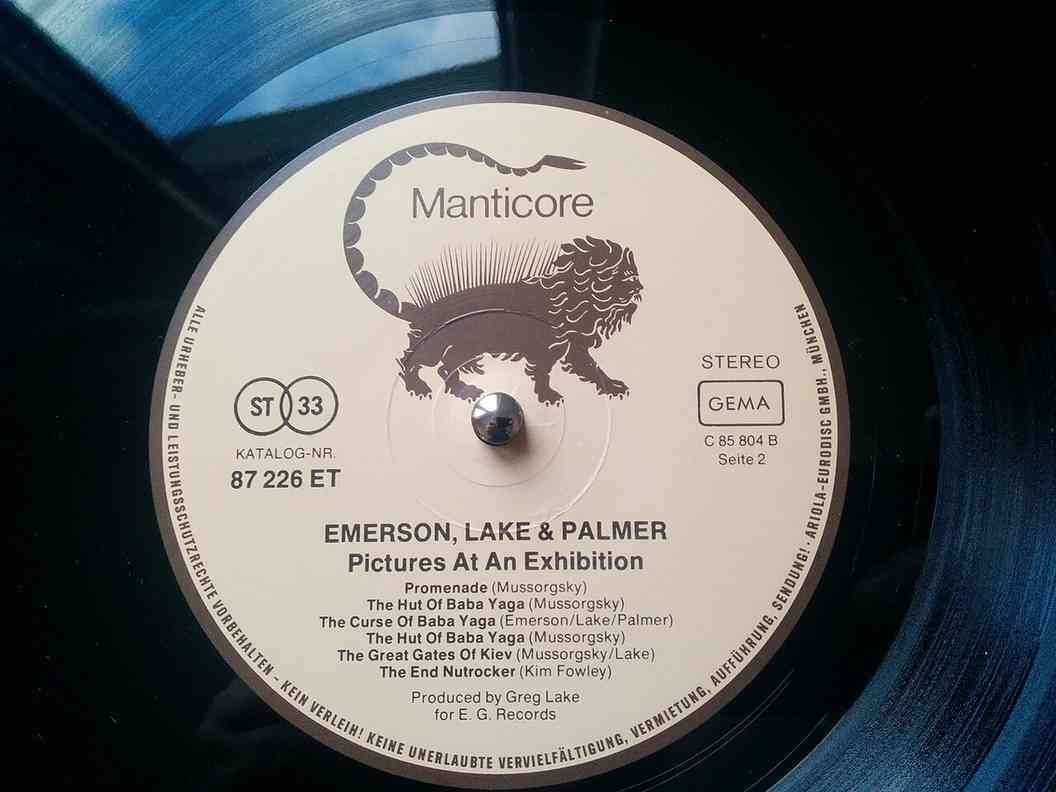 Manticore
ST 33
KATALOG-NR.
87 226 ET
STEREO
GEMA
C 85 804 B
Seite 2
EMERSON, LAKE & PALMER
Pictures At An Exhibition
Promenade (Mussorgsky)
The Hut Of Baba Yaga (Mussorgsky)
The Curse Of Baba Yaga (Emerson/Lake/Palmer)
The Hut Of Baba Yaga (Mussorgsky)
The Great Gates Of Kiev (Mussorgsky/Lake)
The End Nutrocker (Kim Fowley)
Produced by Greg Lake
for E. G. Records
ALLE URHEBER- UND LEISTUNGSSCHUTZRECHTE VORBEHALTEN - KEIN VERLEIH! KEINE UNERLAUBTE VERVIELFÄLTIGUNG, VERMIETUNG, AUFFÜHRUNG, SENDUNG! · ARIOLA-EURODISC GMBH., MÜNCHEN